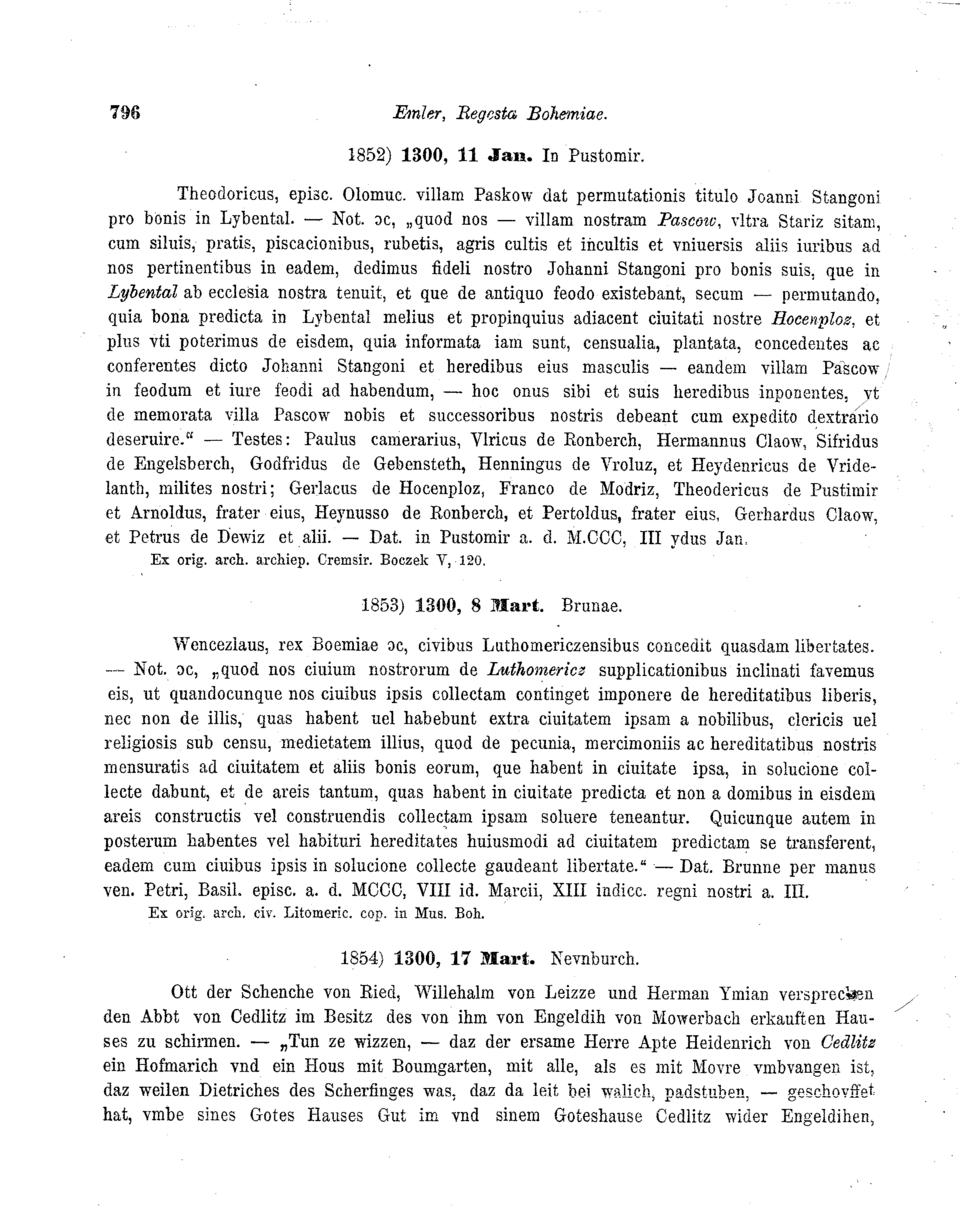 796 Emler, Regesta Bohemiae.
1852) 1300, 11 Jan. In Pustomir.
Theodoricus, episc. Olomuc. villam Paskow dat permutationis titulo Joanni Stangoni
pro bonis in Lybental. — Not. ɔc, „quod nos — villam nostram Pascow, vltra Stariz sitam,
cum siluis, pratis, piscacionibus, rubetis, agris cultis et incultis et vniuersis aliis iuribus ad
nos pertinentibus in eadem, dedimus fideli nostro Johanni Stangoni pro bonis suis, que in
Lybental ab ecclesia nostra tenuit, et que de antiquo feodo existebant, secum — permutando,
quia bona predicta in Lybental melius et propinquius adiacent ciuitati nostre Hocenploz, et
plus vti poterimus de eisdem, quia informata iam sunt, censualia, plantata, concedentes ac
conferentes dicto Johanni Stangoni et heredibus eius masculis — eandem villam Pascow
in feodum et iure feodi ad habendum, — hoc onus sibi et suis heredibus inponentes, vt
de memorata villa Pascow nobis et successoribus nostris debeant cum expedito dextrario
deseruire.“ — Testes: Paulus camerarius, Vlricus de Ronberch, Hermannus Claow, Sifridus
de Engelsberch, Godfridus de Gebensteth, Henningus de Vroluz, et Heydenricus de Vride-
lanth, milites nostri; Gerlacus de Hocenploz, Franco de Modriz, Theodericus de Pustimir
et Arnoldus, frater eius, Heynusso de Ronberch, et Pertoldus, frater eius, Gerhardus Claow,
et Petrus de Dewiz et alii. — Dat. in Pustomir a. d. M.CCC, III ydus Jan.
Ex orig. arch. archiep. Cremsir. Boczek V, 120.
1853) 1300, 8 Mart. Brunae.
Wencezlaus, rex Boemiae ɔc, civibus Luthomericzensibus concedit quasdam libertates.
— Not. ɔc, „quod nos ciuium nostrorum de Luthomericz supplicationibus inclinati favemus
eis, ut quandocunque nos ciuibus ipsis collectam continget imponere de hereditatibus liberis,
nec non de illis, quas habent uel habebunt extra ciuitatem ipsam a nobilibus, clericis uel
religiosis sub censu, medietatem illius, quod de pecunia, mercimoniis ac hereditatibus nostris
mensuratis ad ciuitatem et aliis bonis eorum, que habent in ciuitate ipsa, in solucione col-
lecte dabunt, et de areis tantum, quas habent in ciuitate predicta et non a domibus in eisdem
areis constructis vel construendis collectam ipsam soluere teneantur. Quicunque autem in
posterum habentes vel habituri hereditates huiusmodi ad ciuitatem predictam se transferent,
eadem cum ciuibus ipsis in solucione collecte gaudeant libertate.“ — Dat. Brunne per manus
ven. Petri, Basil. episc. a. d. MCCC, VIII id. Marcii, XIII indicc. regni nostri a. III.
Ex orig. arch. civ. Litomeric. cop. in Mus. Boh.
1854) 1300, 17 Mart. Nevnburch.
Ott der Schenche von Ried, Willehalm von Leizze und Herman Ymian versprechen
den Abbt von Cedlitz im Besitz des von ihm von Engeldih von Mowerbach erkauften Hau-
ses zu schirmen. — „Tun ze wizzen, — daz der ersame Herre Apte Heidenrich von Cedlitz
ein Hofmarich vnd ein Hous mit Boumgarten, mit alle, als es mit Movre vmbvangen ist,
daz weilen Dietriches des Scherfinges was, daz da leit bei walich, padstuben, — geschovffet
hat, vmbe sines Gotes Hauses Gut im vnd sinem Goteshause Cedlitz wider Engeldihen,